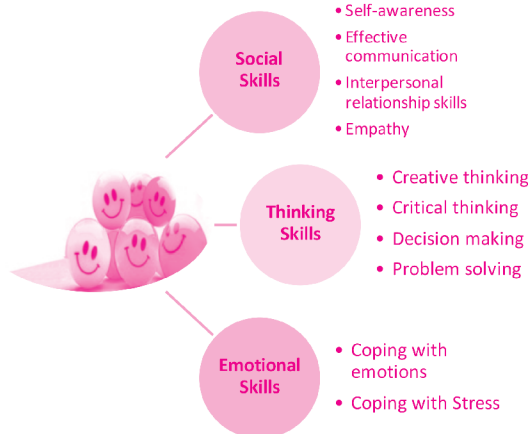 Social
Skills
• Self-awareness
• Effective
communication
• Interpersonal
relationship skills
• Empathy
Thinking
Skills
• Creative thinking
• Critical thinking
• Decision making
• Problem solving
Emotional
Skills
• Coping with
emotions
• Coping with Stress